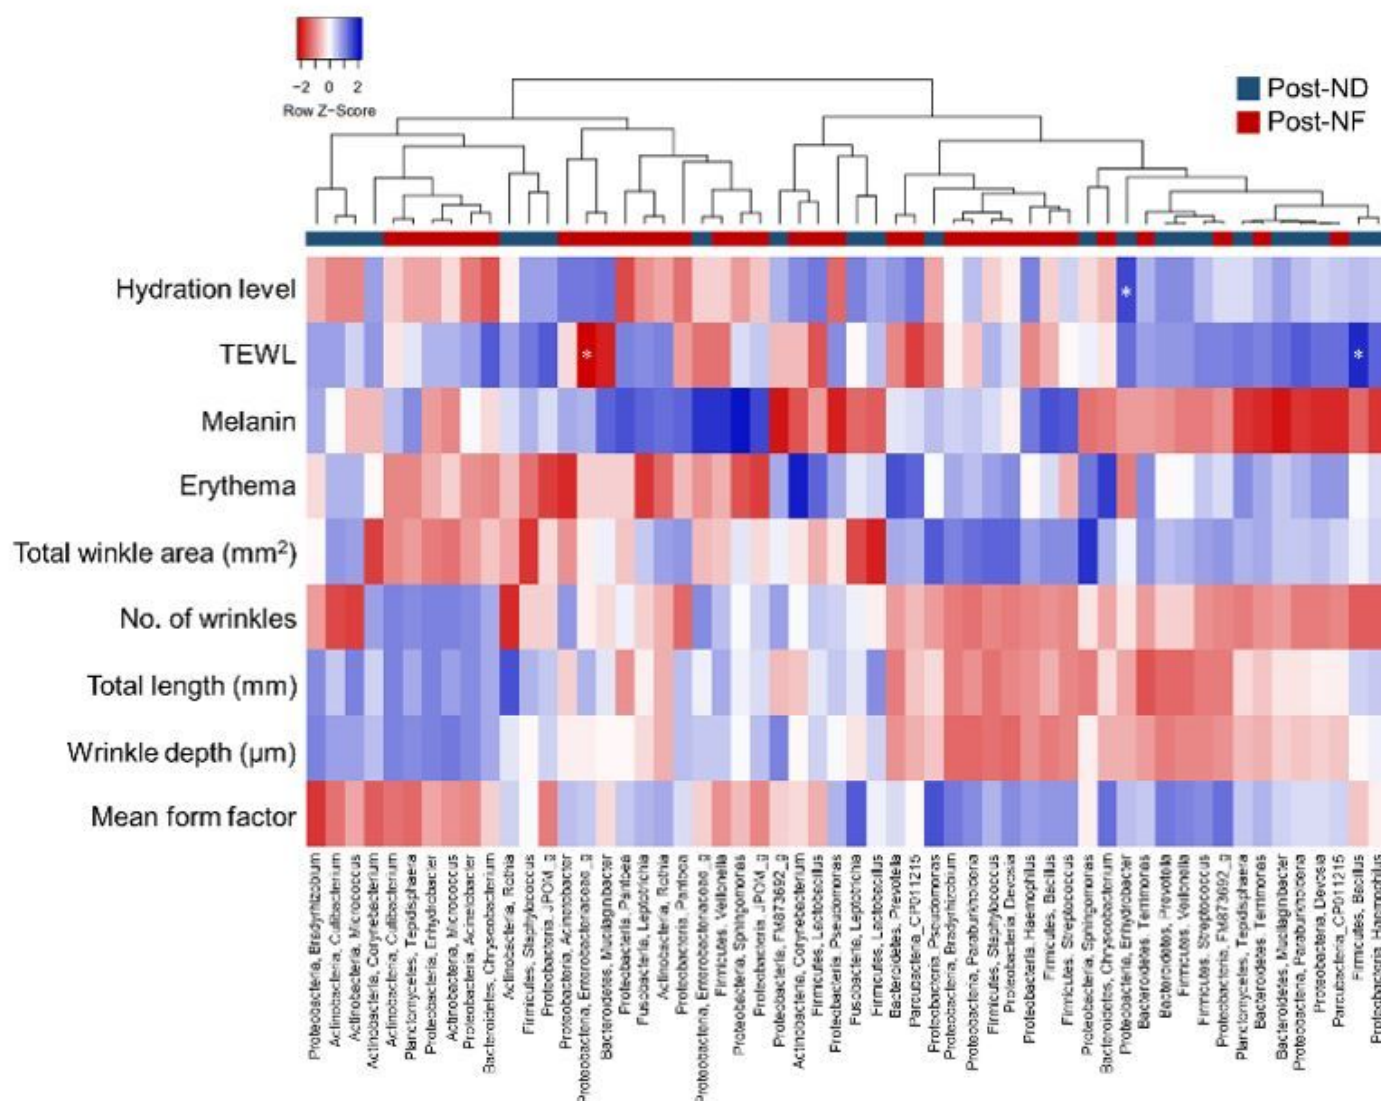 -2 0 2
Row Z-Score
Post-ND
Post-NF
Hydration level
*
TEWL
* *
Melanin
Erythema
Total winkle area (mm²)
No. of wrinkles
Total length (mm)
Wrinkle depth (µm)
Mean form factor
Proteobacteria, Bradyrhizobium
Actinobacteria, Cutibacterium
Actinobacteria, Micrococcus
Actinobacteria, Corynebacterium
Actinobacteria, Cutibacterium
Planctomycetes, Tepidisphaera
Proteobacteria, Enhydrobacter
Actinobacteria, Micrococcus
Proteobacteria, Acinetobacter
Bacteroidetes, Chryseobacterium
Actinobacteria, Rothia
Firmicutes, Staphylococcus
Proteobacteria, JPOM_g
Proteobacteria, Acinetobacter
Proteobacteria, Enterobacteriaceae_g
Bacteroidetes, Mucilaginibacter
Proteobacteria, Pantoea
Fusobacteria, Leptotrichia
Actinobacteria, Rothia
Proteobacteria, Pantoea
Proteobacteria, Enterobacteriaceae_g
Firmicutes, Veillonella
Proteobacteria, Sphingomonas
Proteobacteria, JPOM_g
Proteobacteria, FM873692_g
Actinobacteria, Corynebacterium
Firmicutes, Lactobacillus
Proteobacteria, Pseudomonas
Fusobacteria, Leptotrichia
Firmicutes, Lactobacillus
Bacteroidetes, Prevotella
Parcubacteria_CP011215
Proteobacteria, Pseudomonas
Proteobacteria, Bradyrhizobium
Proteobacteria, Paraburkholderia
Firmicutes, Staphylococcus
Proteobacteria, Devosia
Proteobacteria, Haemophilus
Firmicutes, Bacillus
Firmicutes, Streptococcus
Proteobacteria, Sphingomonas
Bacteroidetes, Chryseobacterium
Proteobacteria, Enhydrobacter
Bacteroidetes, Terrimonas
Bacteroidetes, Prevotella
Firmicutes, Veillonella
Firmicutes, Streptococcus
Proteobacteria, FM873692_g
Planctomycetes, Tepidisphaera
Bacteroidetes, Terrimonas
Bacteroidetes, Mucilaginibacter
Proteobacteria, Paraburkholderia
Proteobacteria, Devosia
Parcubacteria, CP011215
Firmicutes, Bacillus
Proteobacteria, Haemophilus